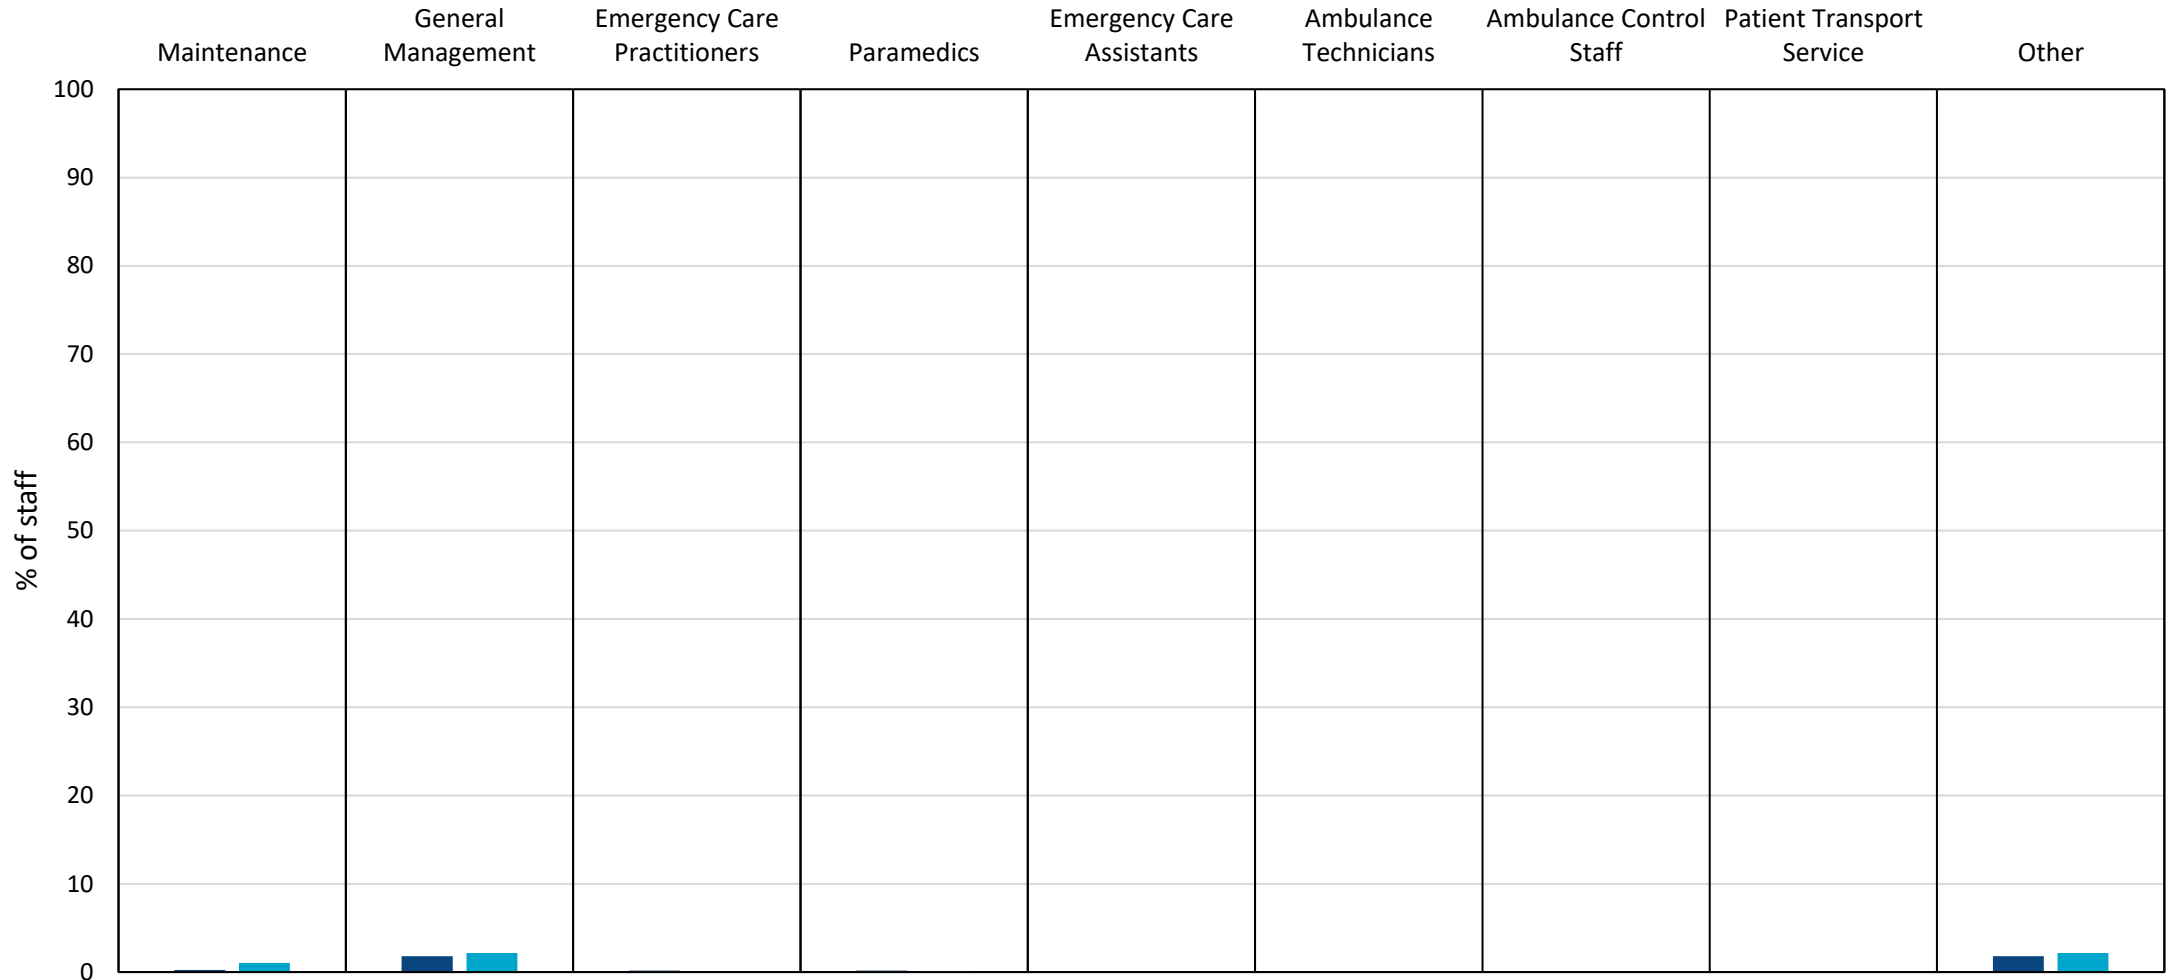 Maintenance
General
Management
Emergency Care
Practitioners
Paramedics
Emergency Care
Assistants
Ambulance
Technicians
Ambulance Control
Staff
Patient Transport
Service
Other
% of staff
100
90
80
70
60
50
40
30
20
10
0